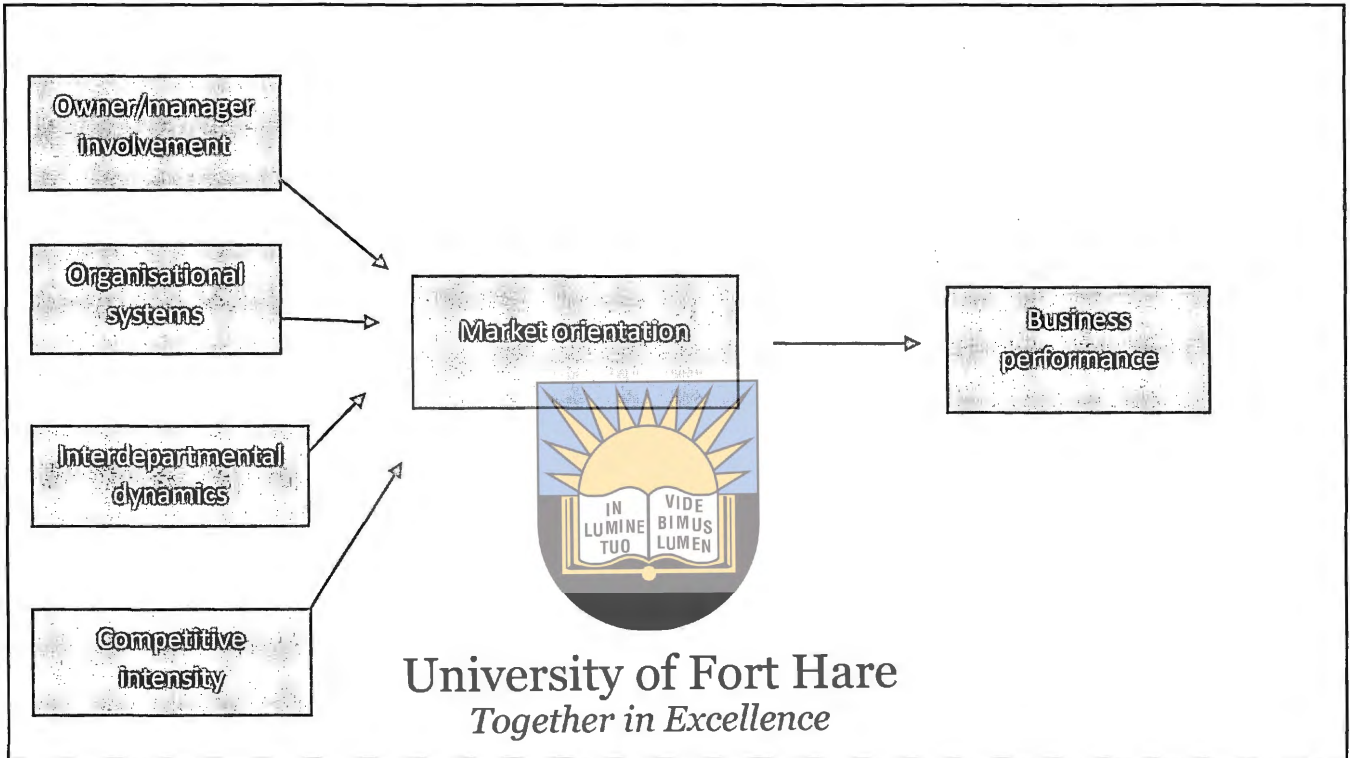 Owner/manager
involvement
Organisational
systems
Interdepartmental
dynamics
Competitive
intensity
Market orientation
Business
performance
IN
LUMINE
TUO
VIDE
BIMUS
LUMEN
University of Fort Hare
Together in Excellence